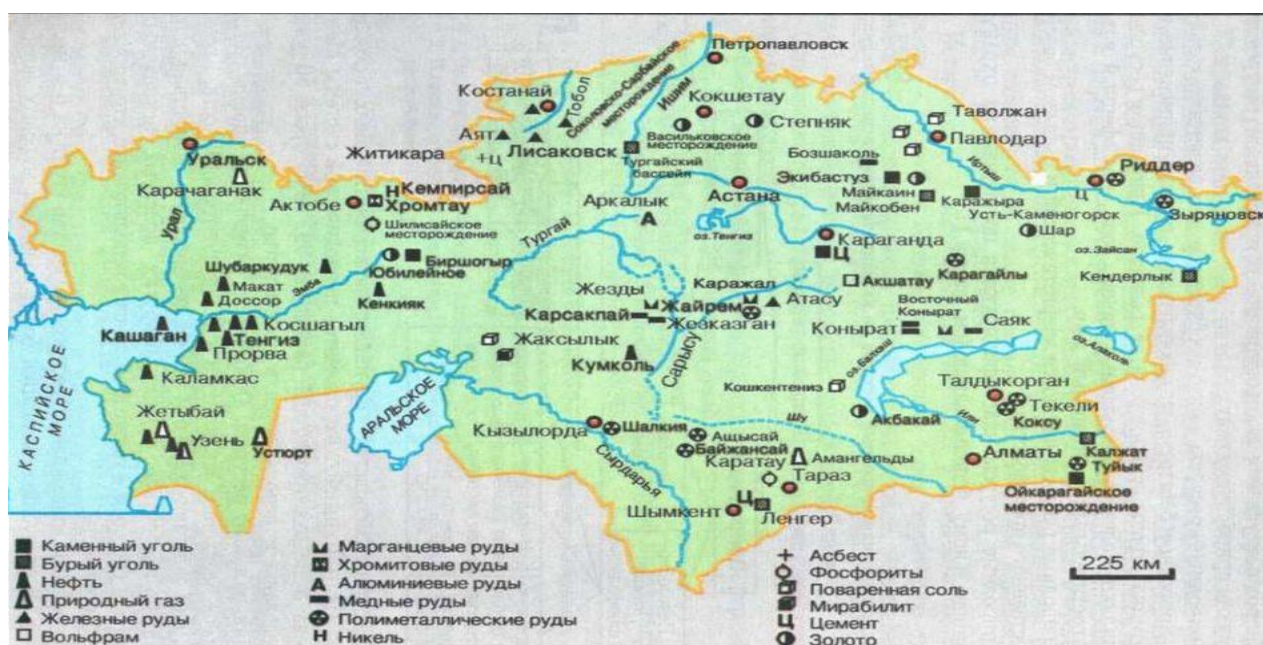 Петропавловск
Костанай
Тобол
Соколовско-Сарбайское
месторождение
Ишим
Кокшетау
Степняк
Васильковское
месторождение
Таволжан
Павлодар
Аят
Житикара
+Ц
Лисаковск
Тургайский
бассейн
Бозшаколь
Экибастуз
Майкаин
Майкобен
Иртыш
Риддер
Ц
Каражыра
Усть-Каменогорск
Зыряновск
Уральск
Карачаганак
Урал
Актобе
Н
Кемпирсай
Хромтау
Шилисайское
месторождение
Аркалык
А
Астана
оз.Тенгиз
Караганда
Ц
Шар
оз.Зайсан
Кендерлык
Тургай
Шубаркудук
Макат
Доссор
Эмба
Юбилейное
Биршогыр
Кенкияк
Карагайлы
Каражал
Акшатау
Жезды
Жайрем
Атасу
Карсакпай
Жезказган
Восточный
Конырат
Конырат
Саяк
Кашаган
Косшагыл
Тенгиз
Прорва
Жаксылык
Кумколь
Сарысу
оз.Балхаш
оз.Алаколь
Каламкас
КАСПИЙСКОЕ
МОРЕ
АРАЛЬСКОЕ
МОРЕ
Кошкентениз
Талдыкорган
Текели
Коксу
Жетыбай
Узень
Устюрт
Кызылорда
Шалкия
Шу
Акбакай
Или
Ащысай
Байжансай
Каратау
Амангельды
Тараз
Алматы
Калжат
Туйык
Ойкарагайское
месторождение
Сырдарья
Шымкент
Ц
Ленгер
225 км
Каменный уголь
Бурый уголь
Нефть
Природный газ
Железные руды
Вольфрам
Марганцевые руды
Хромитовые руды
А Алюминиевые руды
Медные руды
Полиметаллические руды
Н Никель
+ Асбест
Фосфориты
Поваренная соль
Мирабилит
Ц Цемент
Золото